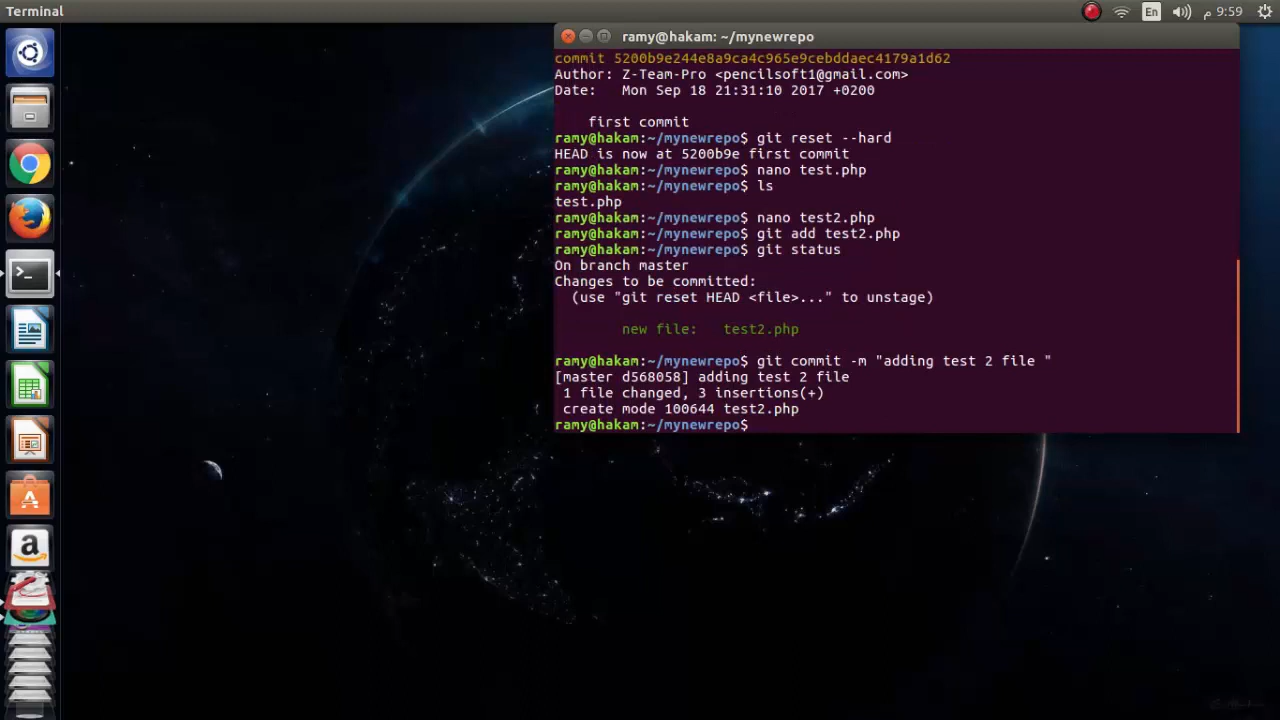 Terminal
En
9:59 م
ramy@hakam: ~/mynewrepo
commit 5200b9e244e8a9ca4c965e9cebddaec4179a1d62
Author: Z-Team-Pro <pencilsoft1@gmail.com>
Date:   Mon Sep 18 21:31:10 2017 +0200
first commit
ramy@hakam:~/mynewrepo$ git reset --hard
HEAD is now at 5200b9e first commit
ramy@hakam:~/mynewrepo$ nano test.php
ramy@hakam:~/mynewrepo$ ls
test.php
ramy@hakam:~/mynewrepo$ nano test2.php
ramy@hakam:~/mynewrepo$ git add test2.php
ramy@hakam:~/mynewrepo$ git status
On branch master
Changes to be committed:
(use "git reset HEAD <file>..." to unstage)
new file:   test2.php
ramy@hakam:~/mynewrepo$ git commit -m "adding test 2 file "
[master d568058] adding test 2 file
1 file changed, 3 insertions(+)
create mode 100644 test2.php
ramy@hakam:~/mynewrepo$